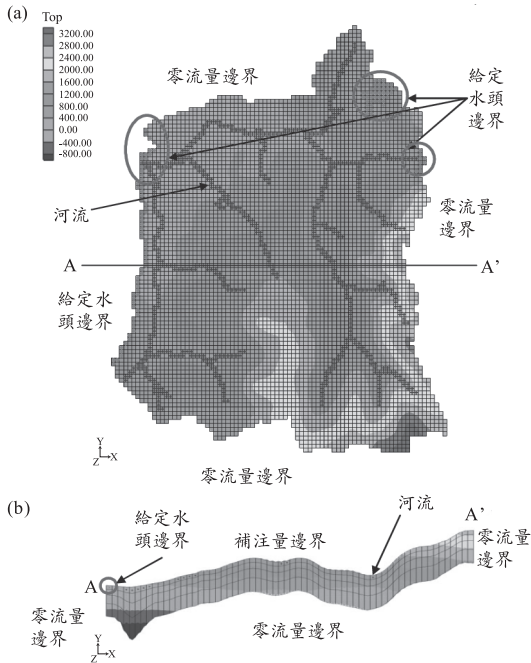 (a)
Top
3200.00
2800.00
2400.00
2000.00
1600.00
1200.00
800.00
400.00
0.00
-400.00
-800.00
零流量邊界
給定
水頭
邊界
河流
零流量
邊界
A
A’
給定水
頭邊界
Y
Z
X
零流量邊界
(b)
給定水
頭邊界
補注量邊界
河流
A’
零流量
邊界
A
零流量
邊界
零流量邊界
Y
Z
X